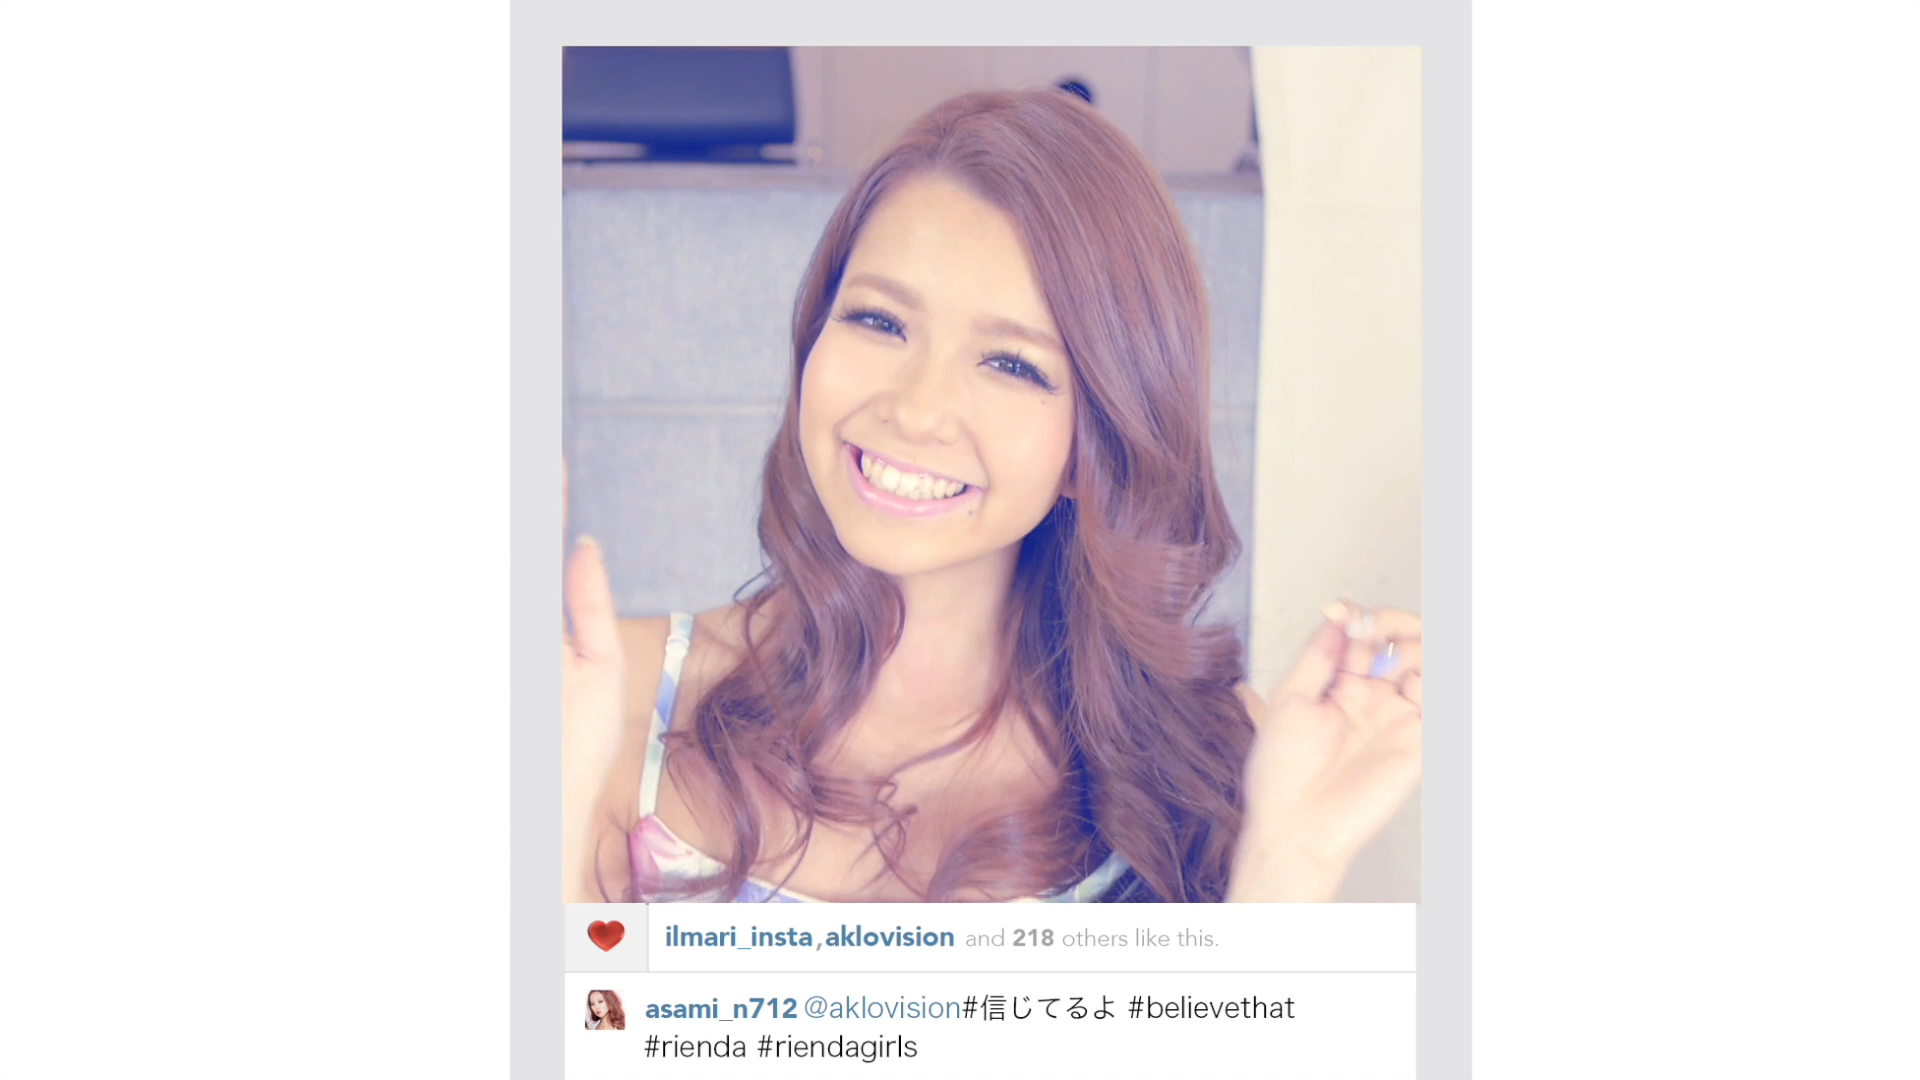 ilmari_insta,aklovision and 218 others like this.
asami_n712 @aklovision#信じてるよ #believethat
#rienda #riendagirls